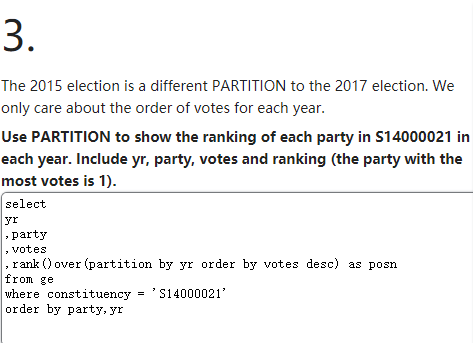 3.
The 2015 election is a different PARTITION to the 2017 election. We
only care about the order of votes for each year.
Use PARTITION to show the ranking of each party in S14000021 in
each year. Include yr, party, votes and ranking (the party with the
most votes is 1).
select
yr
,party
,votes
,rank()over(partition by yr order by votes desc) as posn
from ge
where constituency = 'S14000021'
order by party,yr